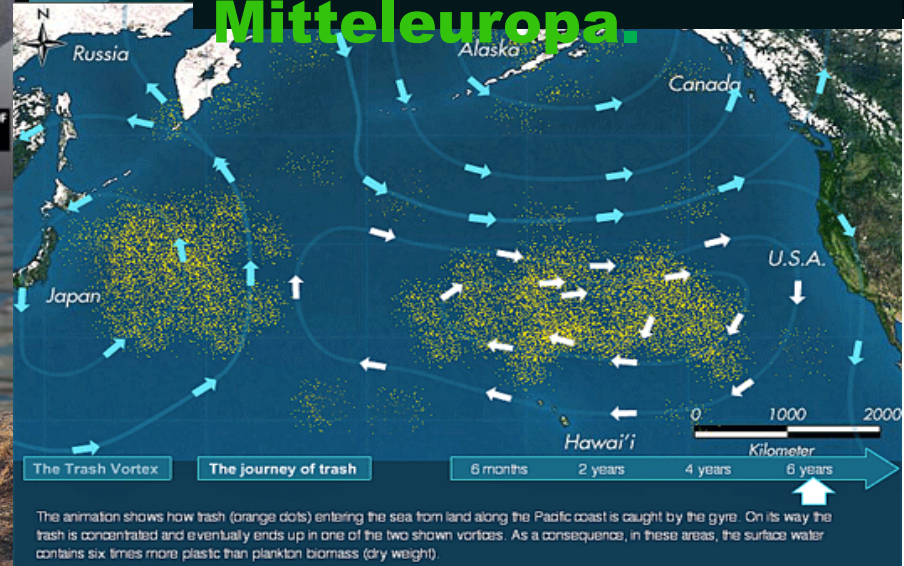 Mitteleuropa.
N
Russia
Alaska
Canada
U.S.A.
Japan
0 1000 2000
Kilometer
Hawai'i
The Trash Vortex
The journey of trash
6 months 2 years 4 years 6 years
The animation shows how trash (orange dots) entering the sea from land along the Pacific coast is caught by the gyre. On its way the
trash is concentrated and eventually ends up in one of the two shown vortices. As a consequence, in these areas, the surface water
contains six times more plastic than plankton biomass (dry weight).